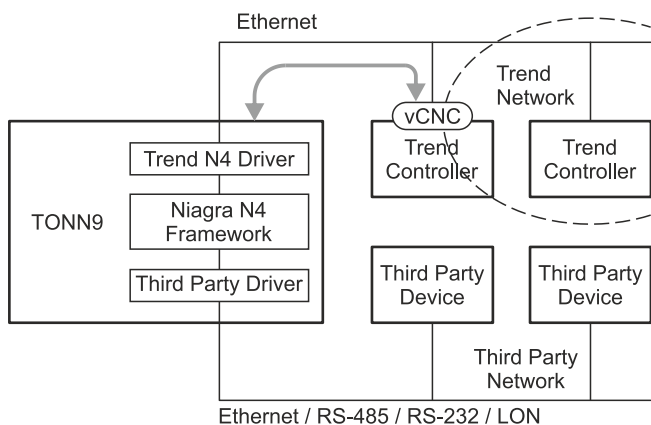 Ethernet
Trend
Network
vCNC
Trend
Controller
Trend
Controller
TONN9
Trend N4 Driver
Niagra N4
Framework
Third Party Driver
Third Party
Device
Third Party
Device
Third Party
Network
Ethernet / RS-485 / RS-232 / LON